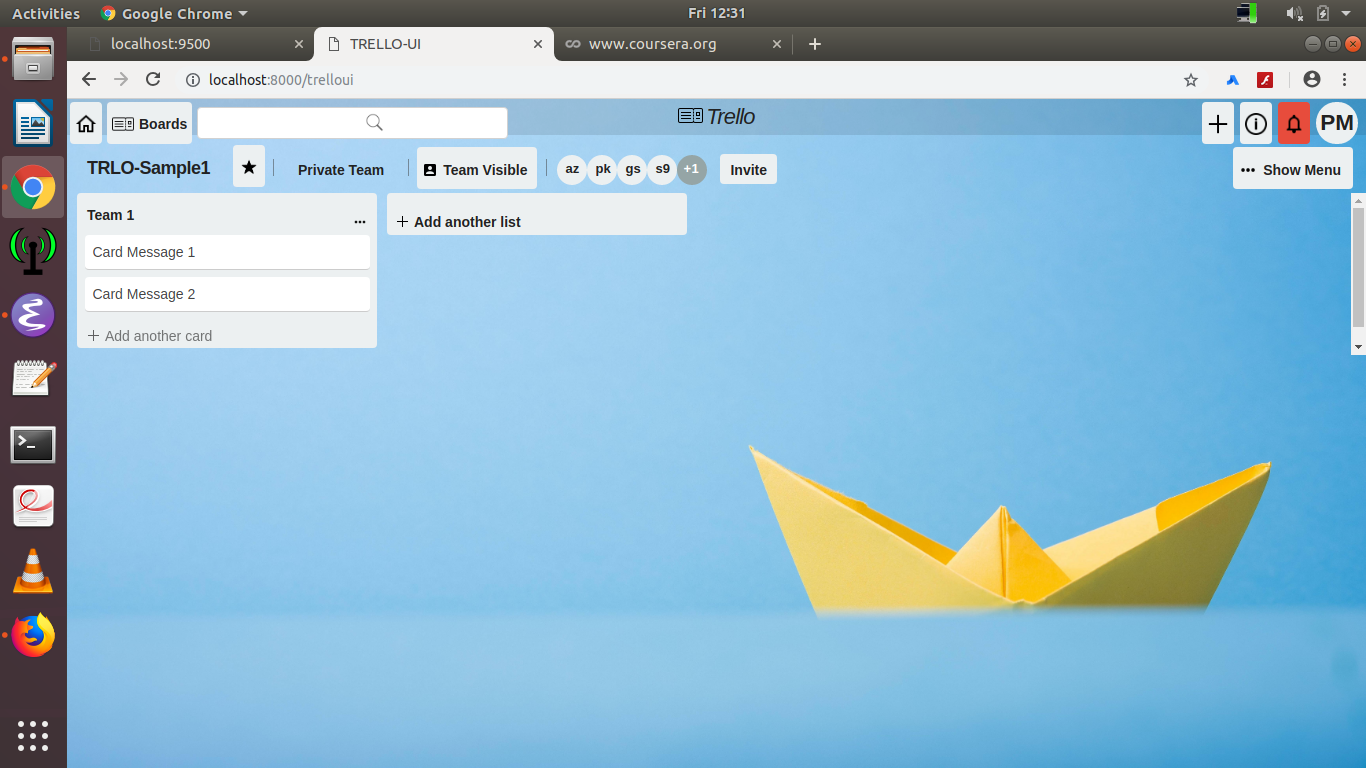 Activities Google Chrome Fri 12:31
localhost:9500 TRELLO-UI www.coursera.org
localhost:8000/trelloui
Boards Trello PM
TRLO-Sample1 Private Team Team Visible az pk gs s9 +1 Invite Show Menu
Team 1
Add another list
Card Message 1
Card Message 2
Add another card